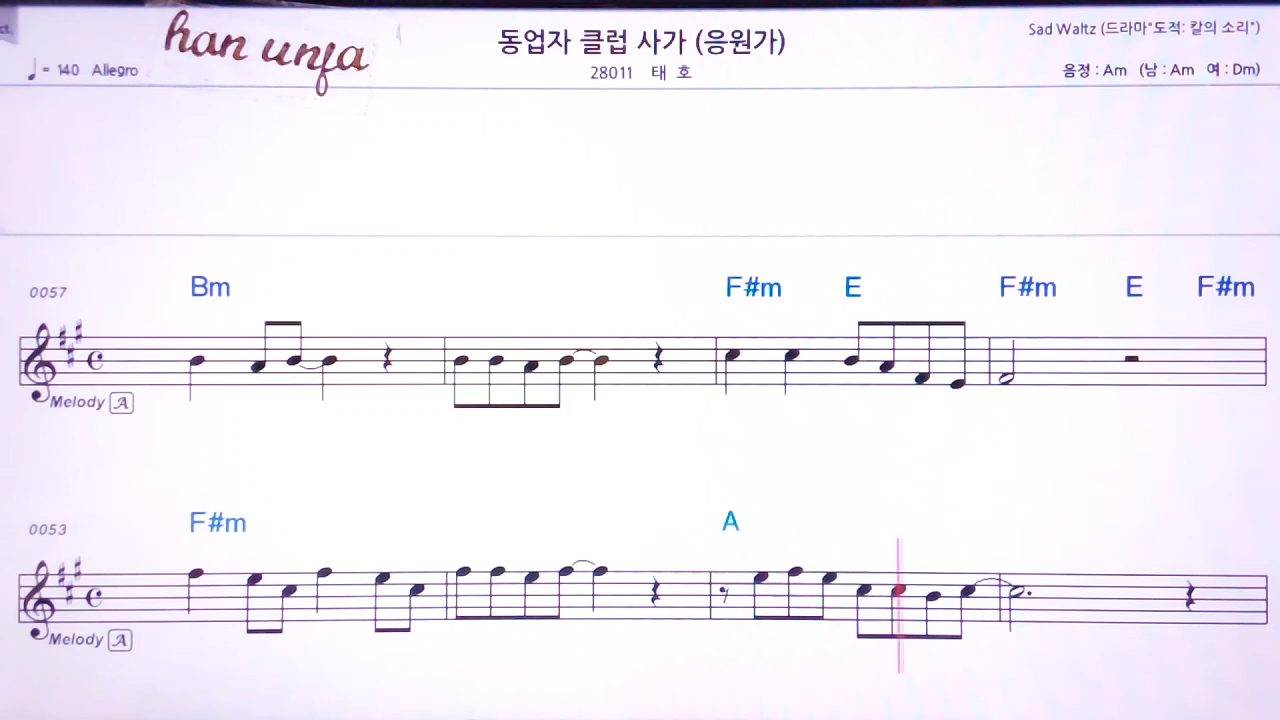 ct.
han unfa
동업자 클럽 사가 (응원가)
Sad Waltz (드라마"도적: 칼의 소리")
♩ = 140 Allegro
28011 태 호
음정 : Am (남 : Am 여 : Dm)
0057 Bm F#m E F#m E F#m
Melody A
0053 F#m A
Melody A